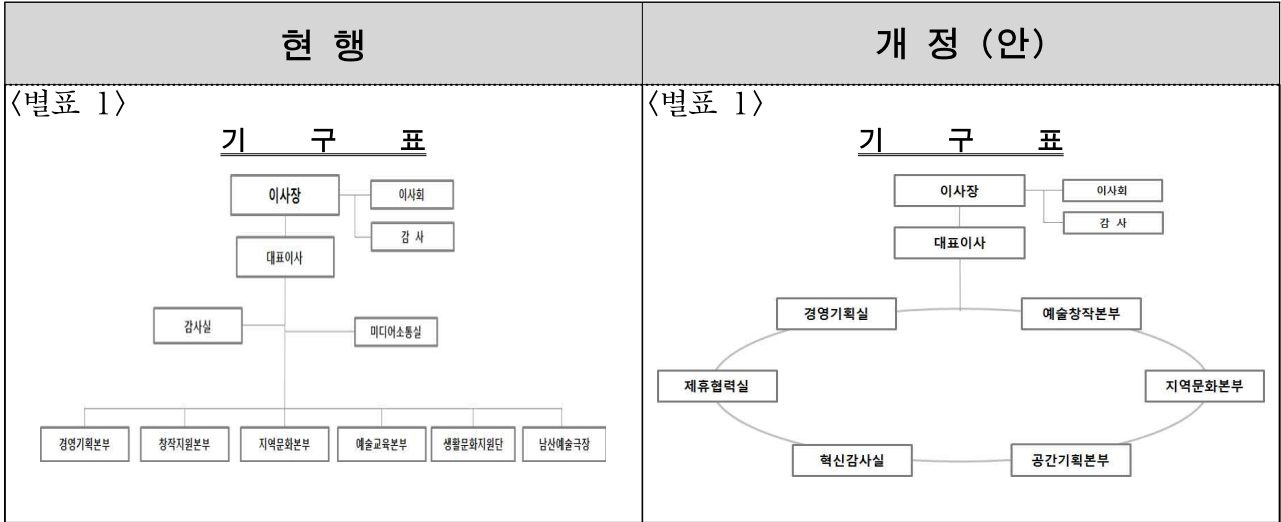 현 행
개 정 (안)
〈별표 1〉
기 구 표
이사장
이사회
감 사
대표이사
감사실
미디어소통실
경영기획본부
창작지원본부
지역문화본부
예술교육본부
생활문화지원단
남산예술극장
〈별표 1〉
기 구 표
이사장
이사회
감 사
대표이사
경영기획실
예술창작본부
제휴협력실
지역문화본부
혁신감사실
공간기획본부